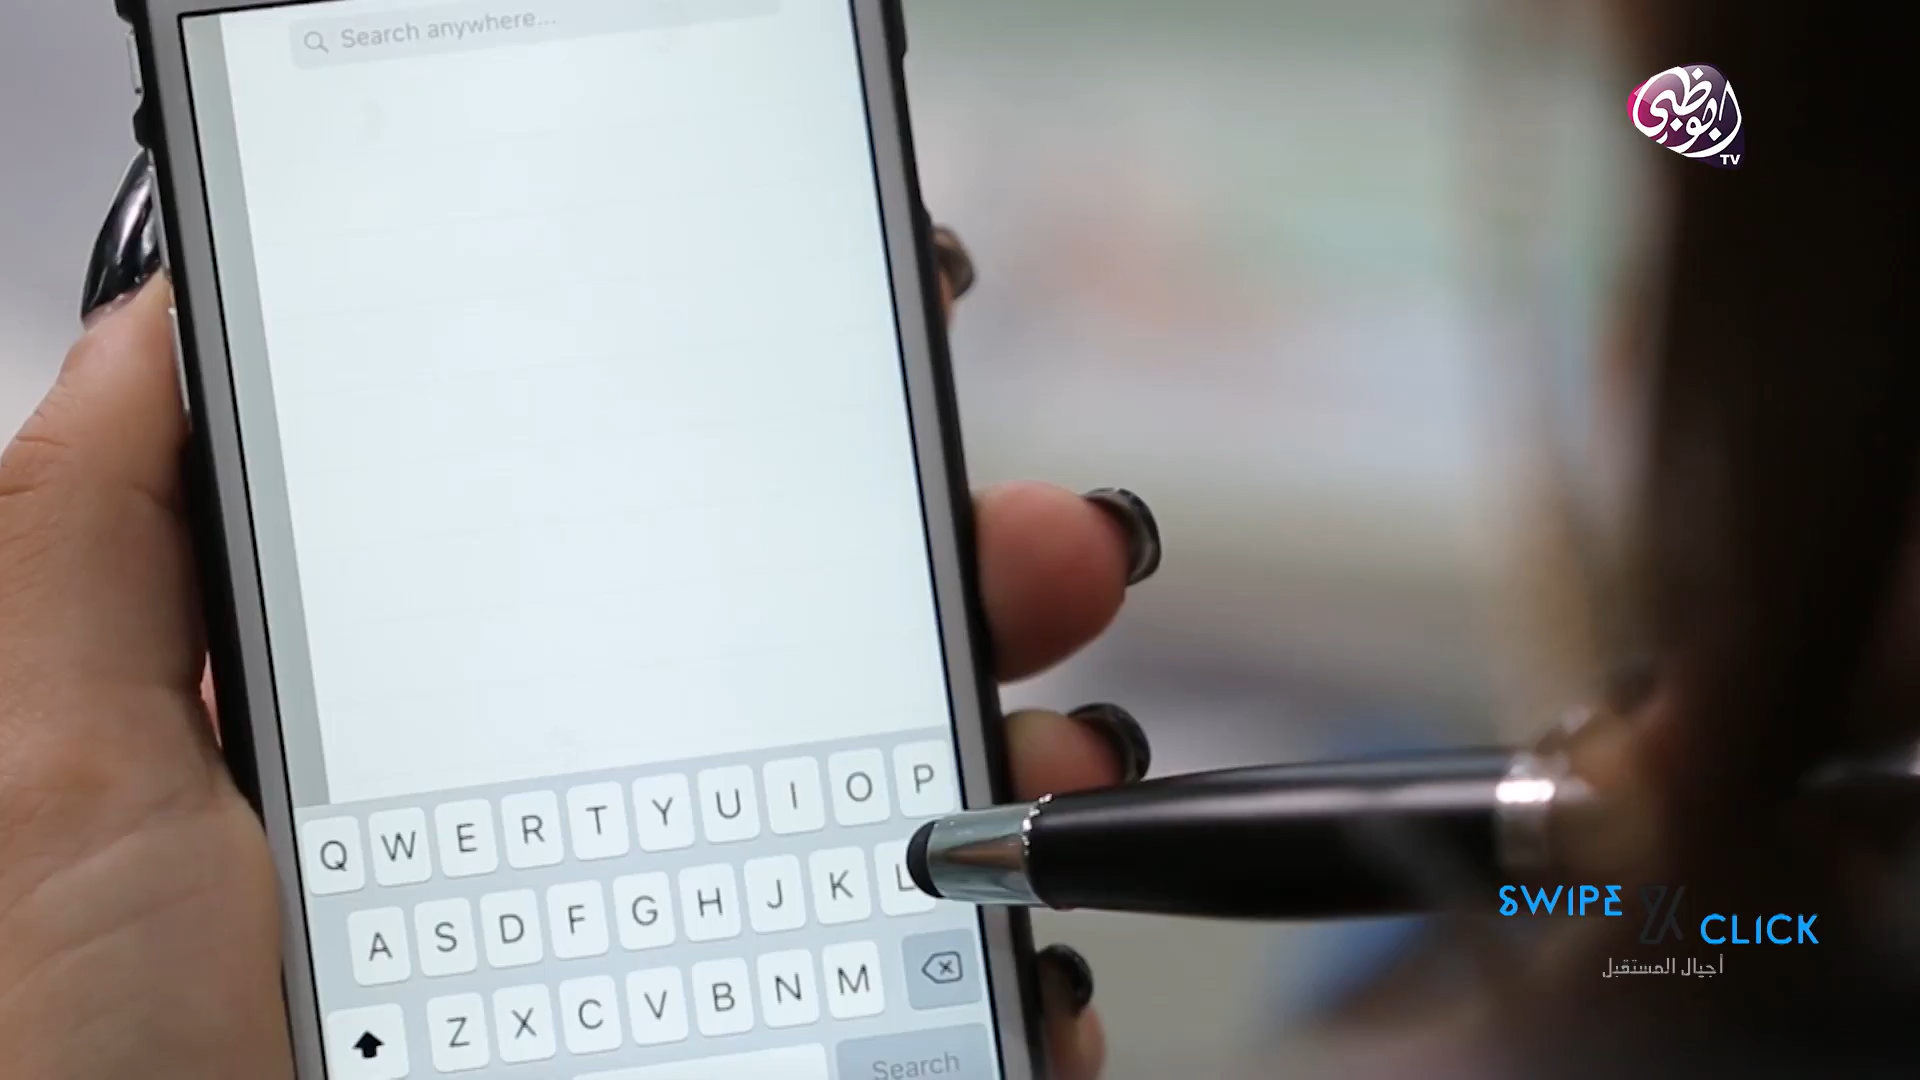 Search anywhere...
ابوظبي
TV
Q W E R T Y U I O P
A S D F G H J K L
Z X C V B N M
Search
SWIPE
CLICK
أجيال المستقبل